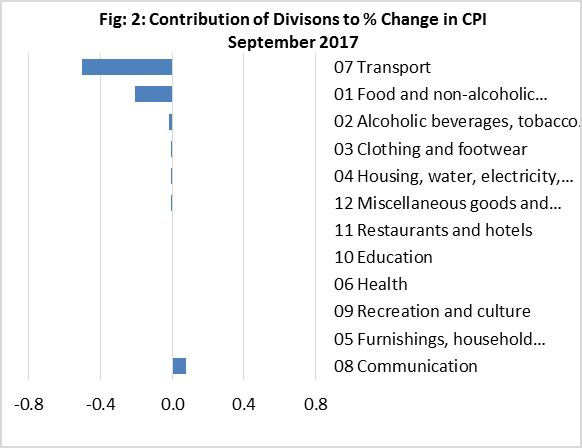 Fig: 2: Contribution of Divisons to % Change in CPI
September 2017
07 Transport
01 Food and non-alcoholic...
02 Alcoholic beverages, tobacco.
03 Clothing and footwear
04 Housing, water, electricity,...
12 Miscellaneous goods and...
11 Restaurants and hotels
10 Education
06 Health
09 Recreation and culture
05 Furnishings, household...
08 Communication
-0.8 -0.4 0.0 0.4 0.8